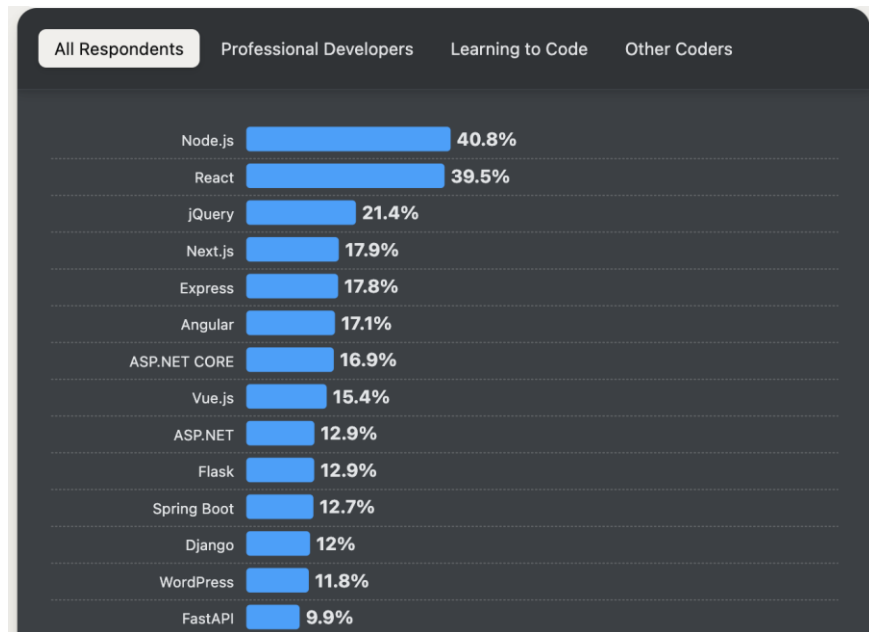 All Respondents Professional Developers Learning to Code Other Coders
Node.js 40.8%
React 39.5%
jQuery 21.4%
Next.js 17.9%
Express 17.8%
Angular 17.1%
ASP.NET CORE 16.9%
Vue.js 15.4%
ASP.NET 12.9%
Flask 12.9%
Spring Boot 12.7%
Django 12%
WordPress 11.8%
FastAPI 9.9%